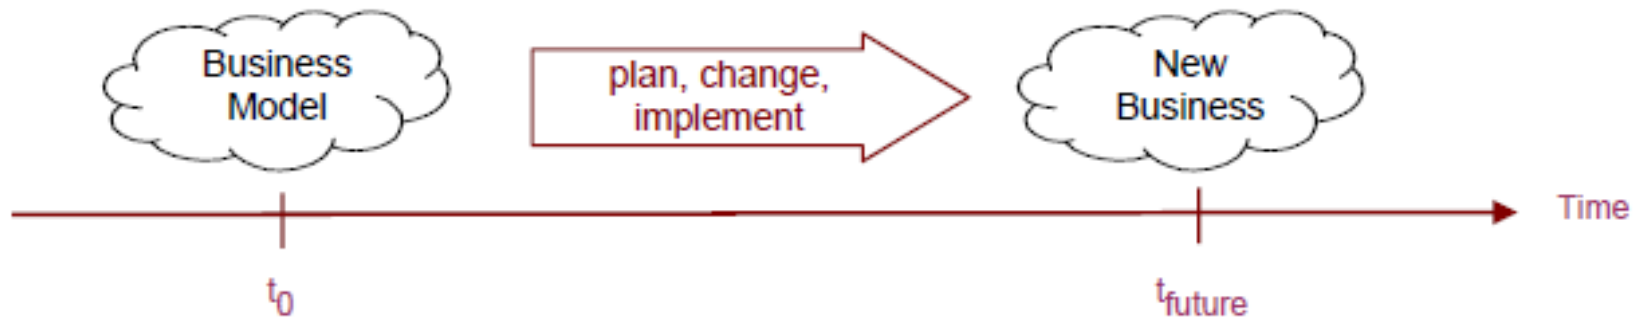 Business
Model
plan, change,
implement
New
Business
Time
t0
tfuture